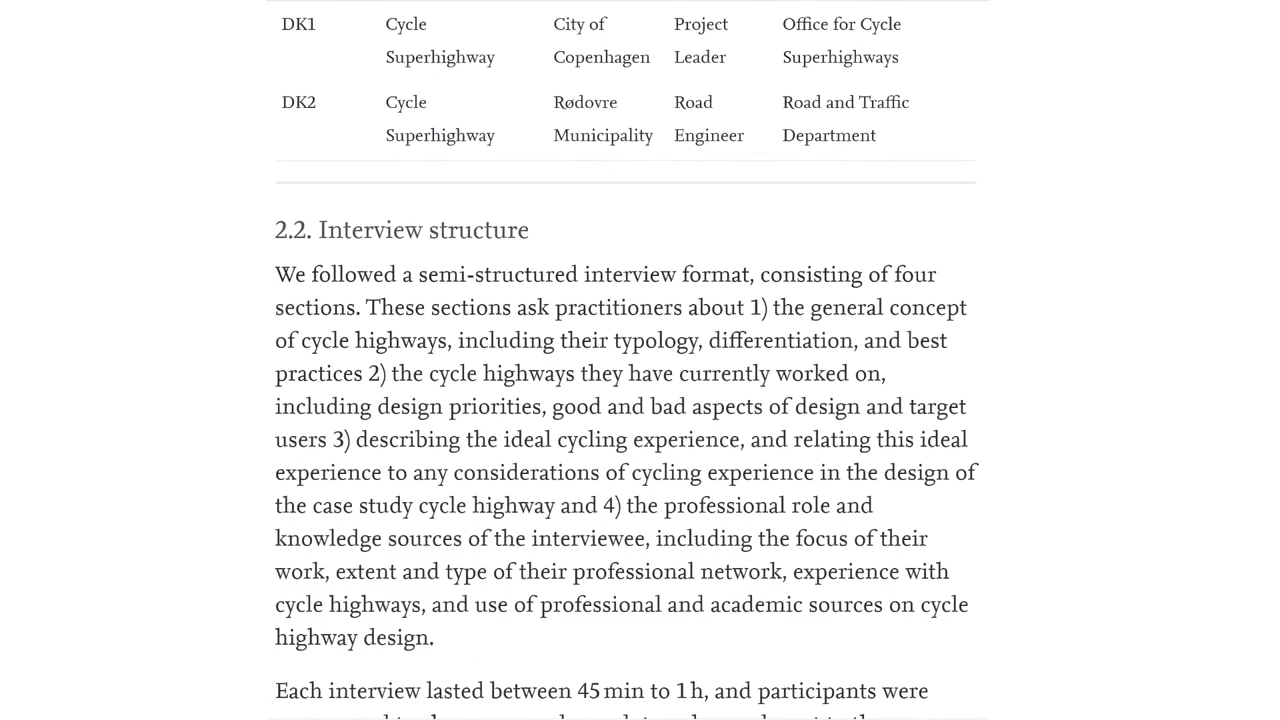 DK1 Cycle Superhighway City of Copenhagen Project Leader Office for Cycle Superhighways
DK2 Cycle Superhighway Rødovre Municipality Road Engineer Road and Traffic Department
2.2. Interview structure
We followed a semi-structured interview format, consisting of four
sections. These sections ask practitioners about 1) the general concept
of cycle highways, including their typology, differentiation, and best
practices 2) the cycle highways they have currently worked on,
including design priorities, good and bad aspects of design and target
users 3) describing the ideal cycling experience, and relating this ideal
experience to any considerations of cycling experience in the design of
the case study cycle highway and 4) the professional role and
knowledge sources of the interviewee, including the focus of their
work, extent and type of their professional network, experience with
cycle highways, and use of professional and academic sources on cycle
highway design.
Each interview lasted between 45 min to 1 h, and participants were